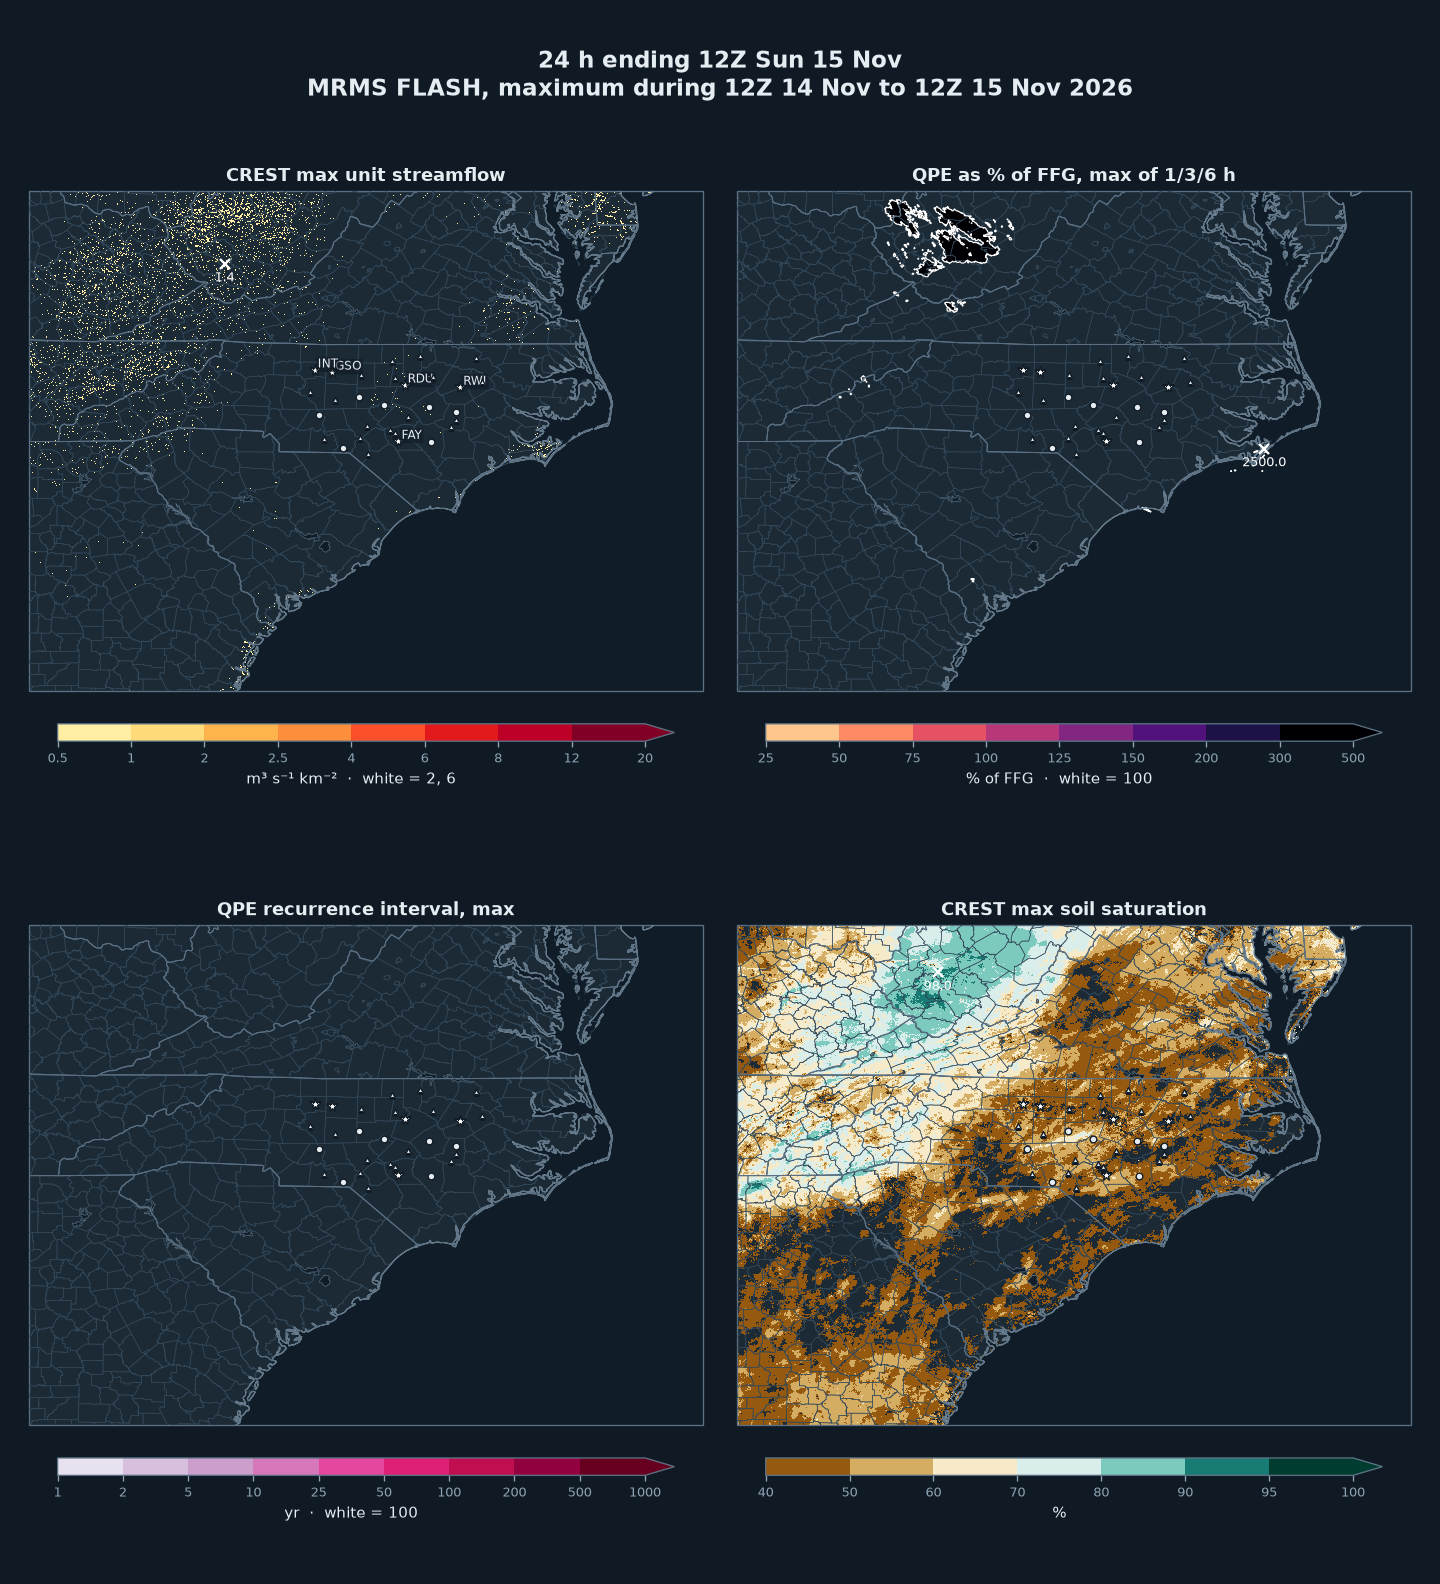 24 h ending 12Z Sun 15 Nov
MRMS FLASH, maximum during 12Z 14 Nov to 12Z 15 Nov 2026
CREST max unit streamflow
1.4
INT
GSO
RDU
RWI
FAY
0.5 1 2 2.5 4 6 8 12 20
m³ s⁻¹ km⁻² · white = 2, 6
QPE as % of FFG, max of 1/3/6 h
2500.0
25 50 75 100 125 150 200 300 500
% of FFG · white = 100
QPE recurrence interval, max
1 2 5 10 25 50 100 200 500 1000
yr · white = 100
CREST max soil saturation
98.0
40 50 60 70 80 90 95 100
%